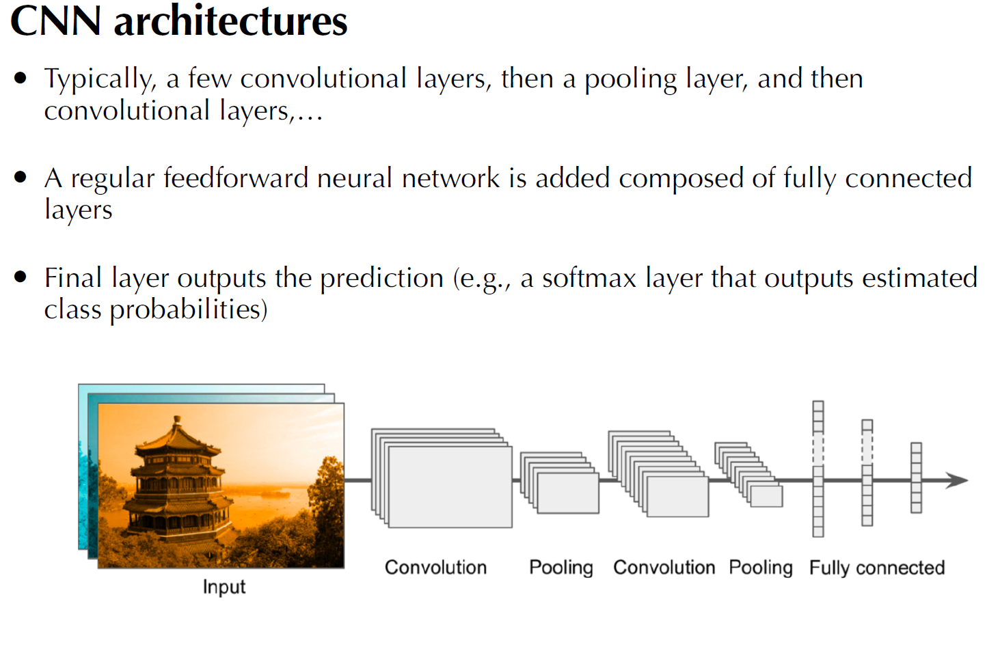 CNN architectures
• Typically, a few convolutional layers, then a pooling layer, and then
convolutional layers,…
• A regular feedforward neural network is added composed of fully connected
layers
• Final layer outputs the prediction (e.g., a softmax layer that outputs estimated
class probabilities)
Convolution Pooling Convolution Pooling Fully connected
Input